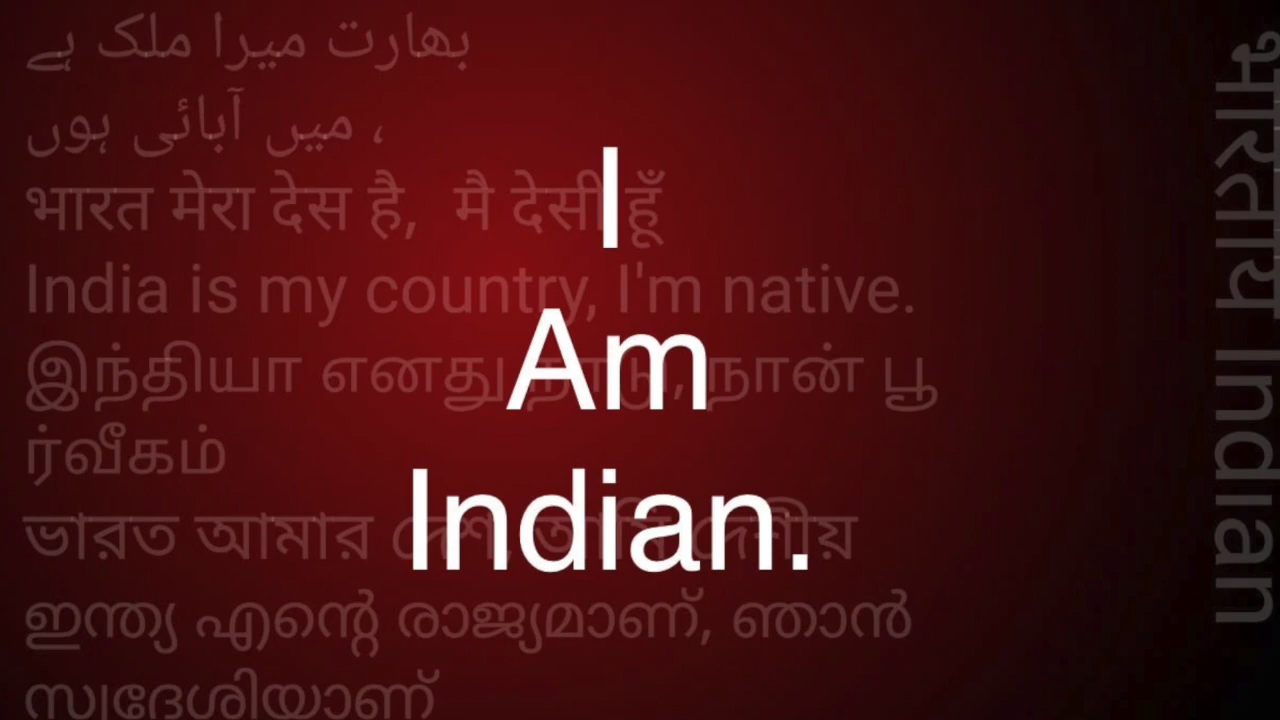 بھارت میرا ملک ہے
، میں آبائی ہوں
भारत मेरा देस है, मै देसी हूँ
India is my country, I'm native.
இந்தியா எனது நாடு, நான் பூ
ர்வீகம்
ভারত আমার দেশ, আমি দেশীয়
ഇന്ത്യ എന്റെ രാജ്യമാണ്, ഞാൻ
സ്വദേശിയാണ്
I
Am
Indian.
भारतीय Indian